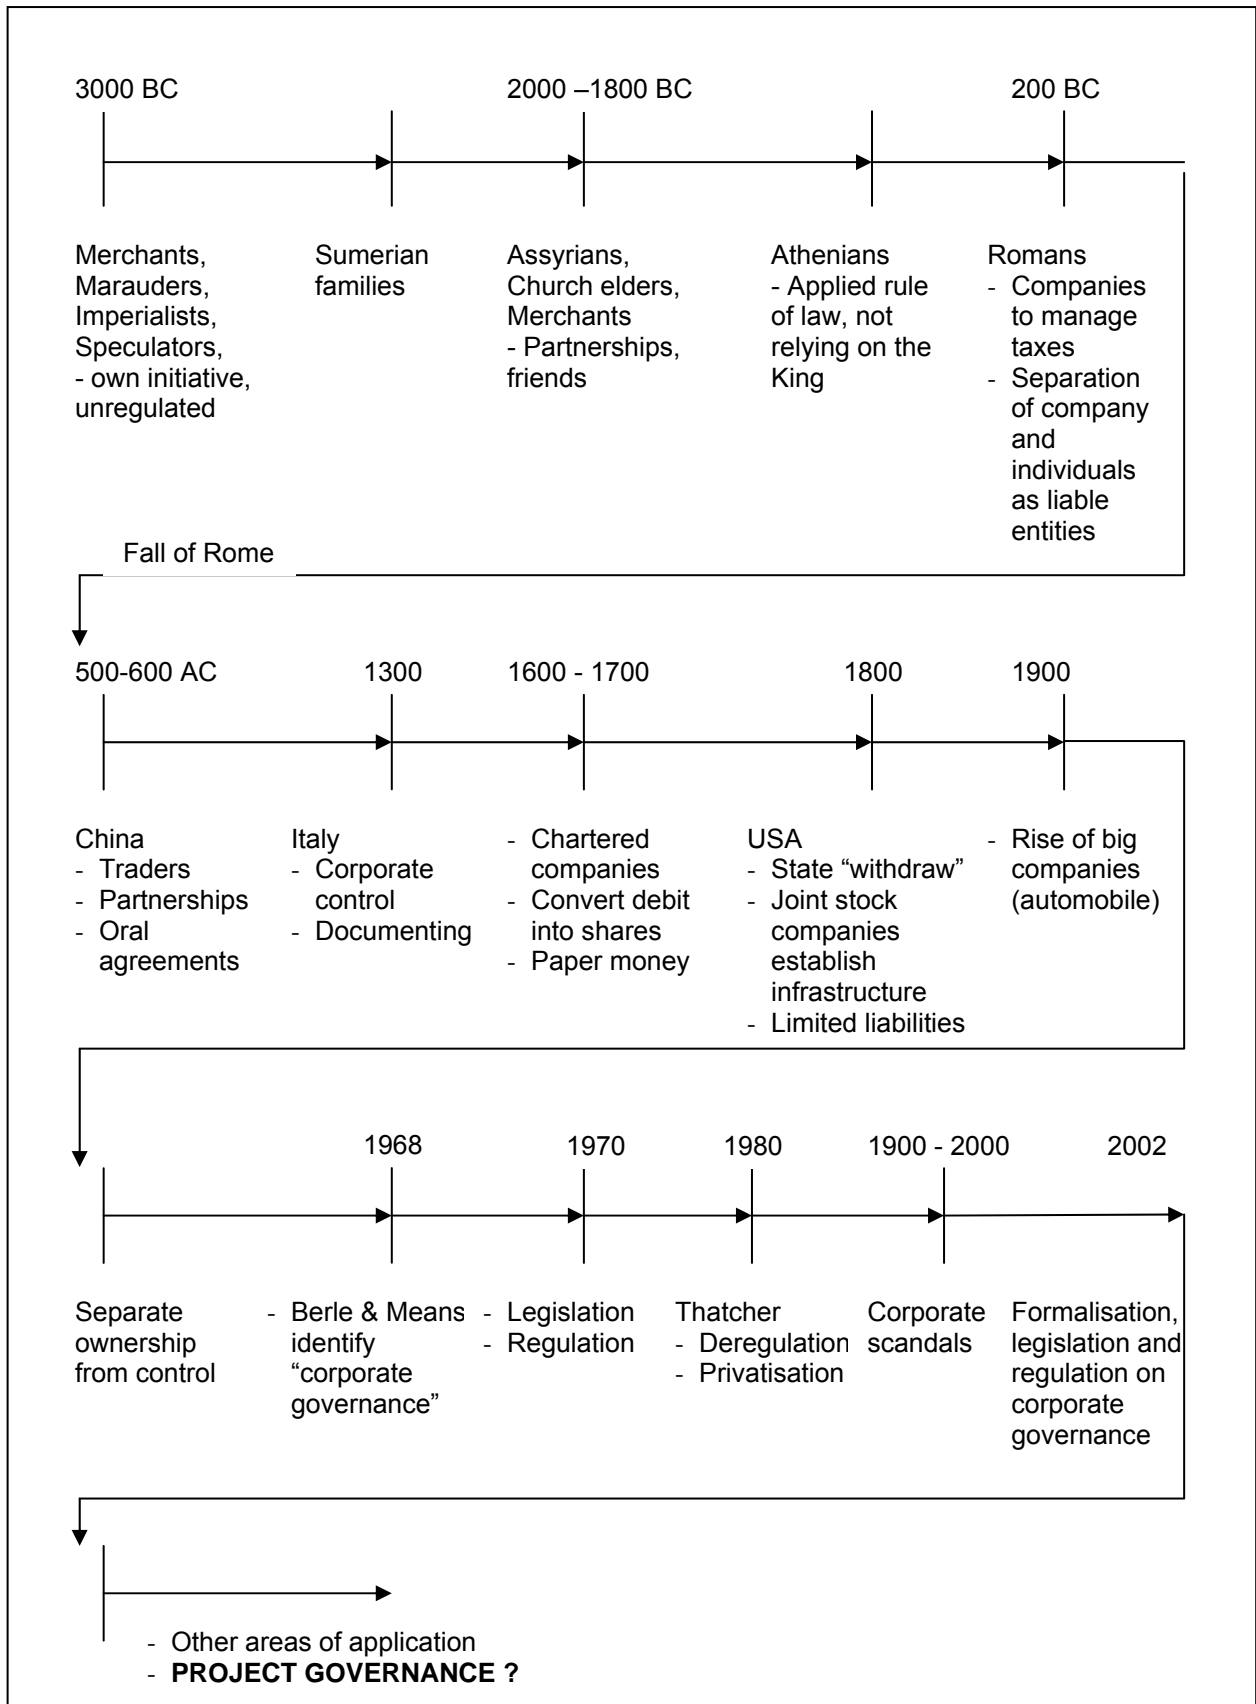 3000 BC
2000 –1800 BC
200 BC
Merchants,
Marauders,
Imperialists,
Speculators,
- own initiative,
unregulated
Sumerian
families
Assyrians,
Church elders,
Merchants
- Partnerships,
friends
Athenians
- Applied rule
of law, not
relying on the
King
Romans
- Companies
to manage
taxes
- Separation
of company
and
individuals
as liable
entities
Fall of Rome
500-600 AC
1300
1600 - 1700
1800
1900
China
- Traders
- Partnerships
- Oral
agreements
Italy
- Corporate
control
- Documenting
- Chartered
companies
- Convert debit
into shares
- Paper money
USA
- State “withdraw”
- Joint stock
companies
establish
infrastructure
- Limited liabilities
- Rise of big
companies
(automobile)
1968
1970
1980
1900 - 2000
2002
Separate
ownership
from control
- Berle & Means
identify
“corporate
governance”
- Legislation
- Regulation
Thatcher
- Deregulation
- Privatisation
Corporate
scandals
Formalisation,
legislation and
regulation on
corporate
governance
- Other areas of application
- PROJECT GOVERNANCE ?